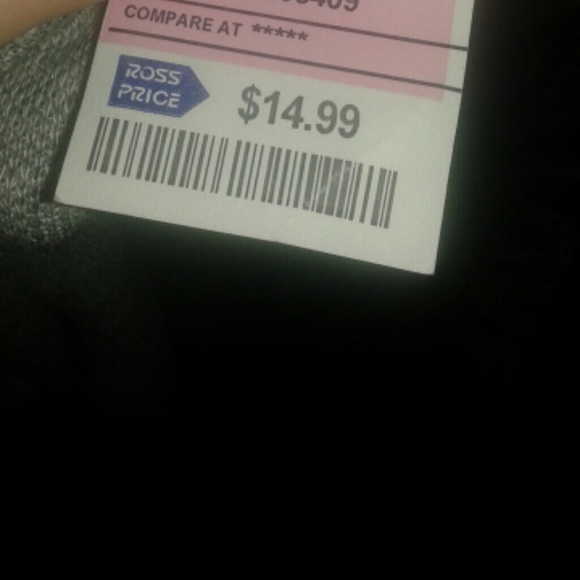 COMPARE AT *****
ROSS
PRICE
$14.99